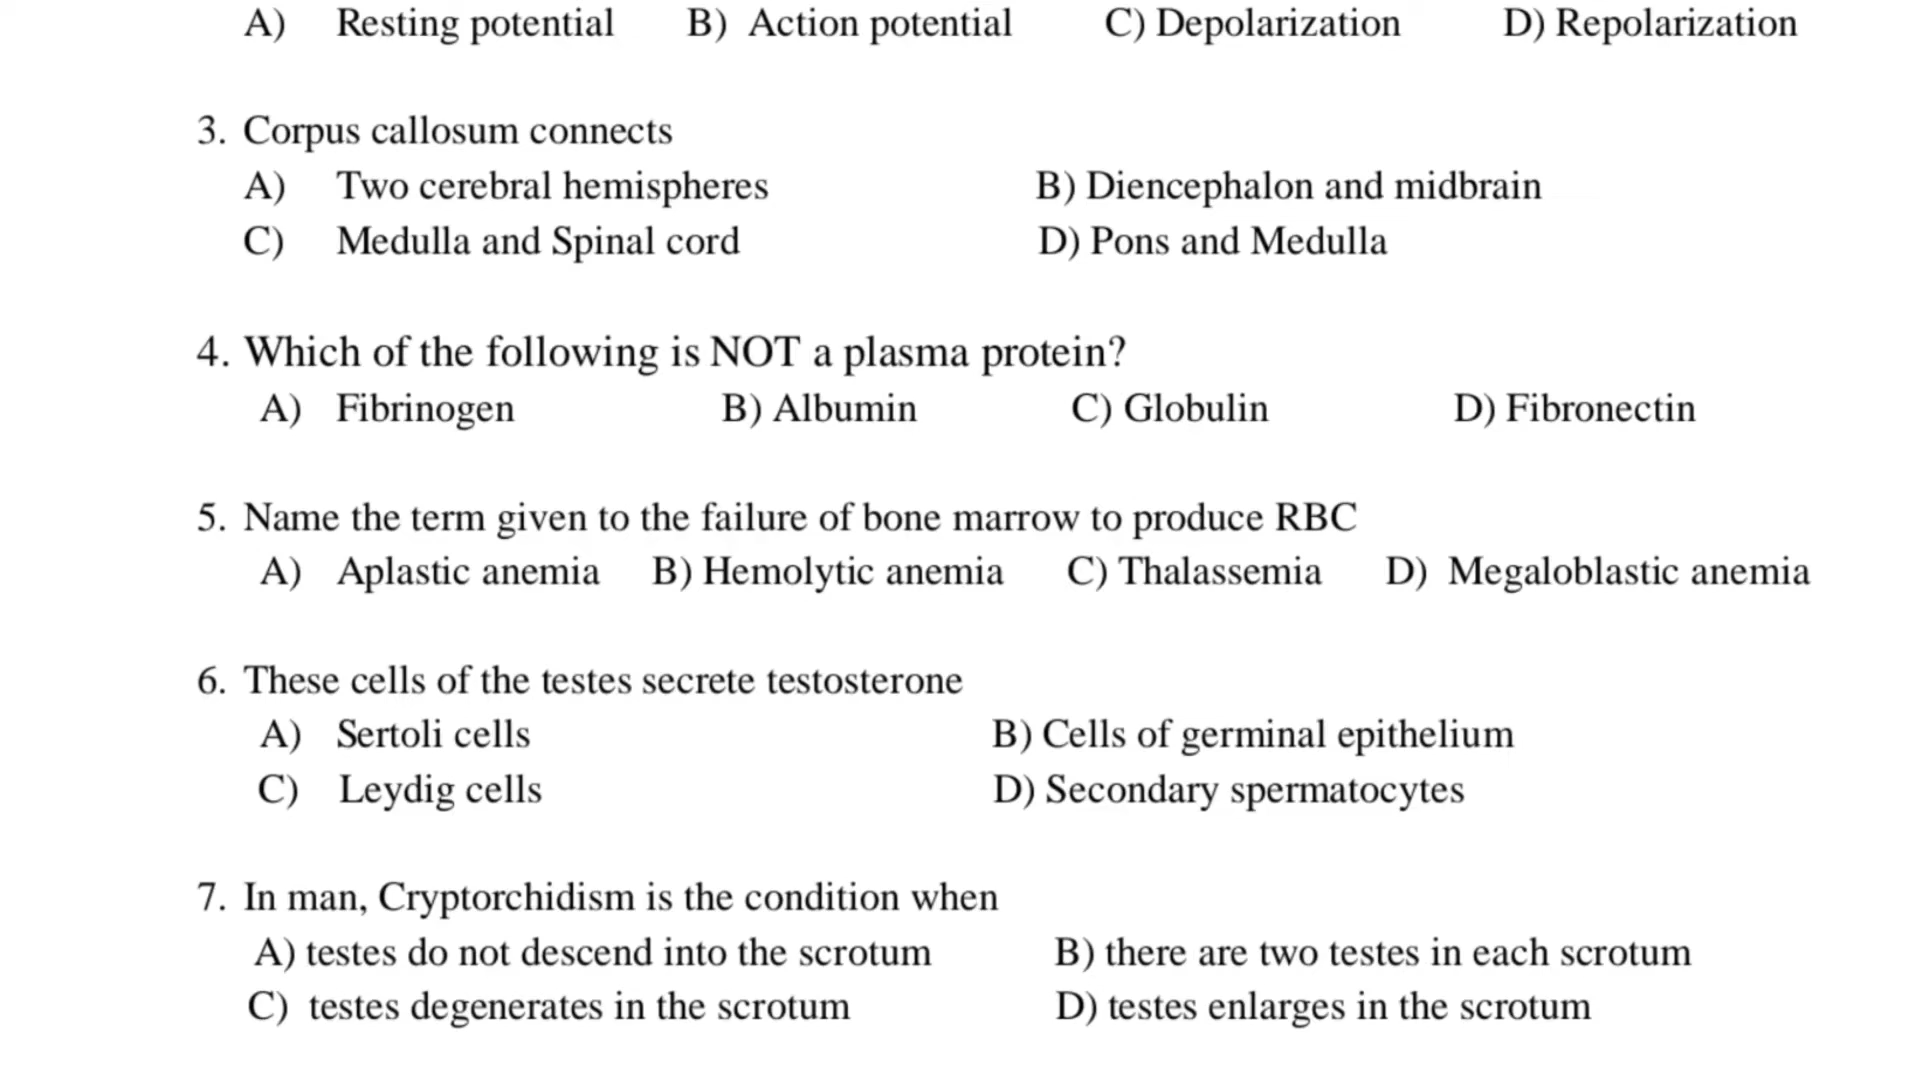 A) Resting potential B) Action potential C) Depolarization D) Repolarization
3. Corpus callosum connects
A) Two cerebral hemispheres B) Diencephalon and midbrain
C) Medulla and Spinal cord D) Pons and Medulla
4. Which of the following is NOT a plasma protein?
A) Fibrinogen B) Albumin C) Globulin D) Fibronectin
5. Name the term given to the failure of bone marrow to produce RBC
A) Aplastic anemia B) Hemolytic anemia C) Thalassemia D) Megaloblastic anemia
6. These cells of the testes secrete testosterone
A) Sertoli cells B) Cells of germinal epithelium
C) Leydig cells D) Secondary spermatocytes
7. In man, Cryptorchidism is the condition when
A) testes do not descend into the scrotum B) there are two testes in each scrotum
C) testes degenerates in the scrotum D) testes enlarges in the scrotum